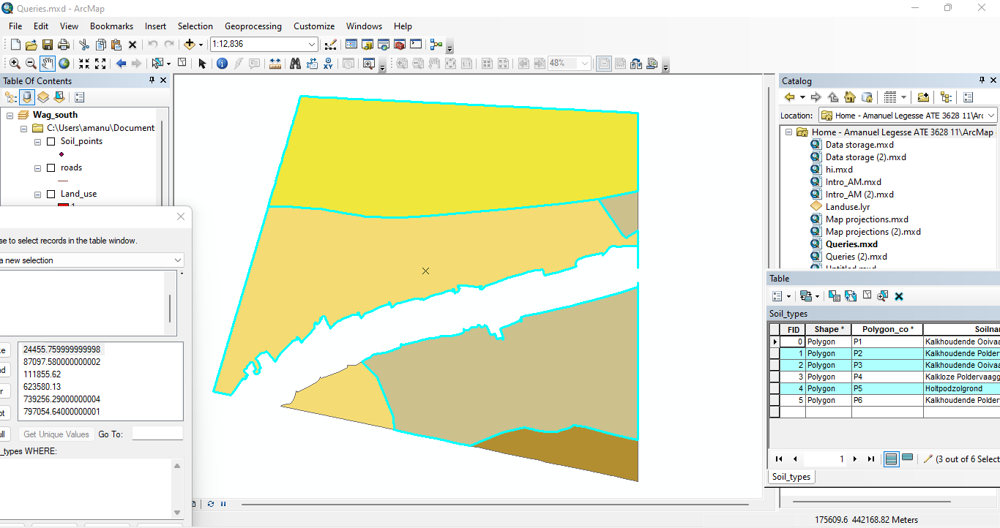 Queries.mxd - ArcMap
File Edit View Bookmarks Insert Selection Geoprocessing Customize Windows Help
1:12,836
48%
Table Of Contents
Wag_south
C:\Users\amanu\Document
Soil_points
roads
Land_use
1
se to select records in the table window.
a new selection
24455.759999999998
87097.580000000002
111855.62
623580.13
739256.29000000004
797054.64000000001
Get Unique Values Go To:
_types WHERE:
Catalog
Location: Home - Amanuel Legesse ATE 3628 11\Arc
Home - Amanuel Legesse ATE 3628 11\ArcMap
Data storage.mxd
Data storage (2).mxd
hi.mxd
Intro_AM.mxd
Intro_AM (2).mxd
Landuse.lyr
Map projections.mxd
Map projections (2).mxd
Queries.mxd
Queries (2).mxd
Table
Soil_types
FID Shape * Polygon_co * Soilnar
0 Polygon P1 Kalkhoudende Ooivaa
1 Polygon P2 Kalkhoudende Polder
2 Polygon P3 Kalkhoudende Ooivaa
3 Polygon P4 Kalkloze Poldervaagg
4 Polygon P5 Holtpodzolgrond
5 Polygon P6 Kalkhoudende Polder
1 (3 out of 6 Select
Soil_types
175609.6 442168.82 Meters